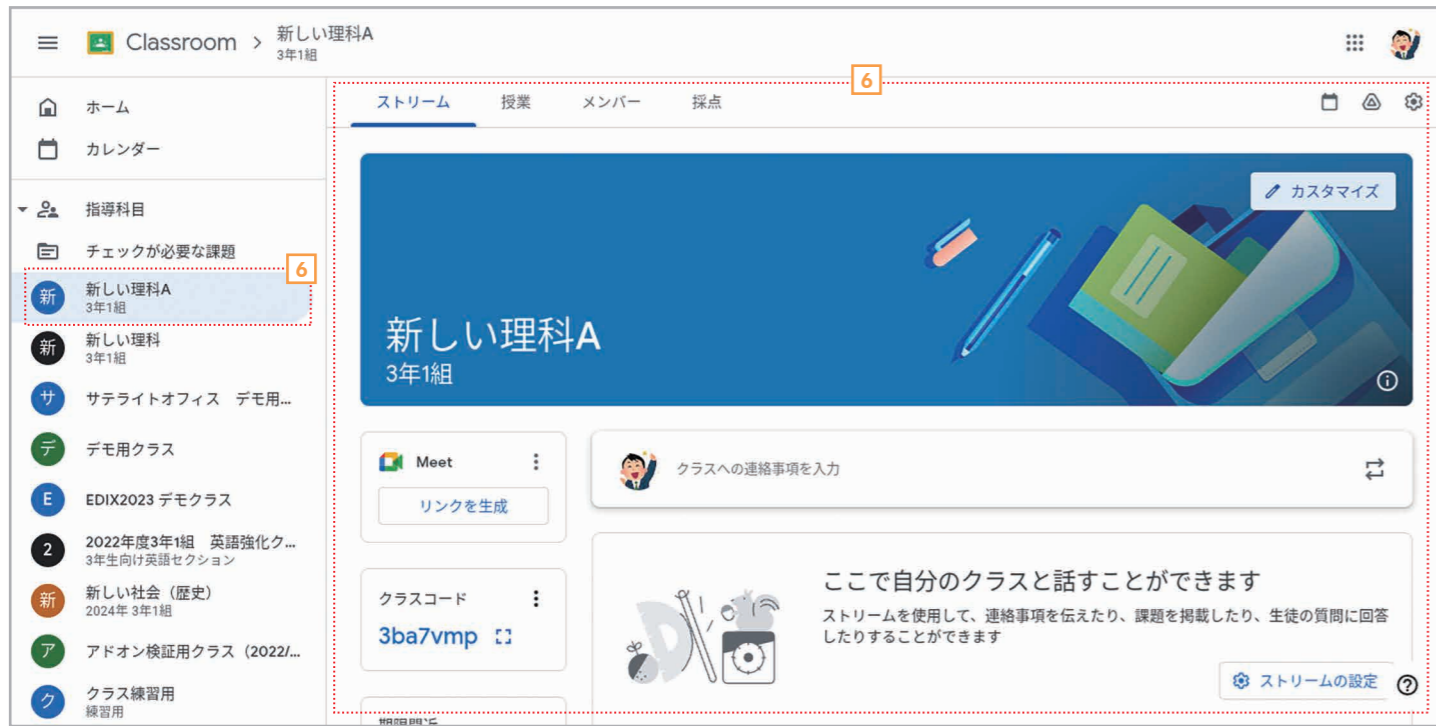 Classroom > 新しい理科A
3年1組
ホーム
カレンダー
指導科目
チェックが必要な課題
6
新 新しい理科A
3年1組
新 新しい理科
3年1組
サ サテライトオフィス　デモ用...
デ デモ用クラス
E EDIX2023 デモクラス
2 2022年度3年1組　英語強化ク...
3年生向け英語セクション
新 新しい社会（歴史）
2024年 3年1組
ア アドオン検証用クラス（2022/...
ク クラス練習用
練習用
6
ストリーム 授業 メンバー 採点
カスタマイズ
新しい理科A
3年1組
Meet
リンクを生成
クラスコード
3ba7vmp
クラスへの連絡事項を入力
ここで自分のクラスと話すことができます
ストリームを使用して、連絡事項を伝えたり、課題を掲載したり、生徒の質問に回答
したりすることができます
ストリームの設定